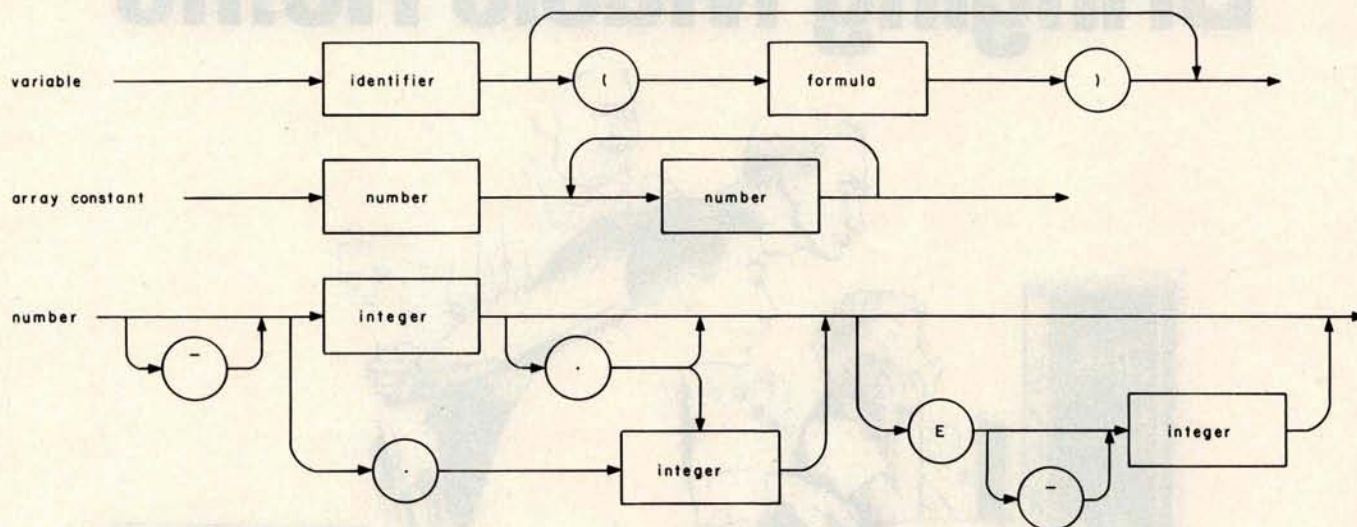 variable identifier ( formula )
array constant number number
number - integer . . integer E - integer